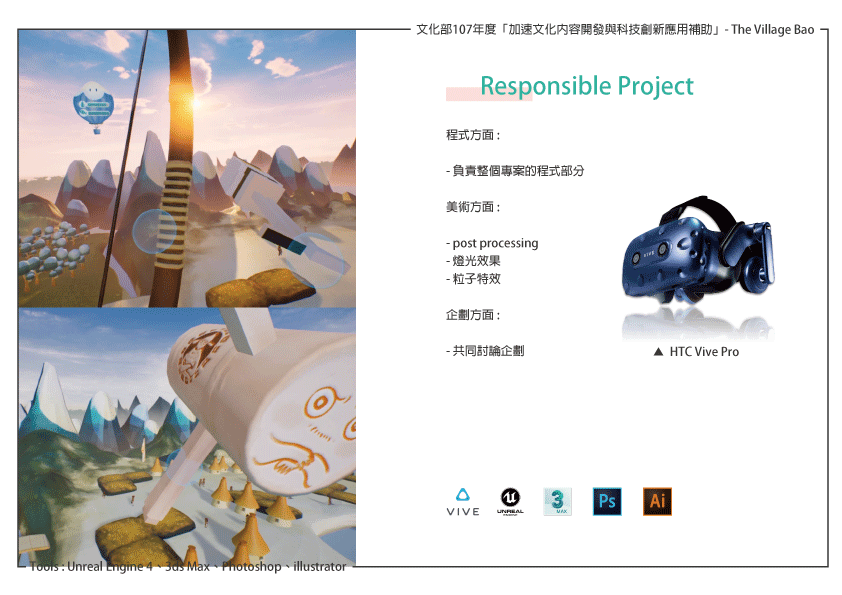 文化部107年度「加速文化內容開發與科技創新應用補助」- The Village Bao
Responsible Project
程式方面 :
- 負責整個專案的程式部分
美術方面 :
- post processing
- 燈光效果
- 粒子特效
企劃方面 :
- 共同討論企劃
VIVE
▲ HTC Vive Pro
VIVE
UNREAL
3
MAX
Ps
Ai
Tools : Unreal Engine 4、3ds Max、Photoshop、illustrator